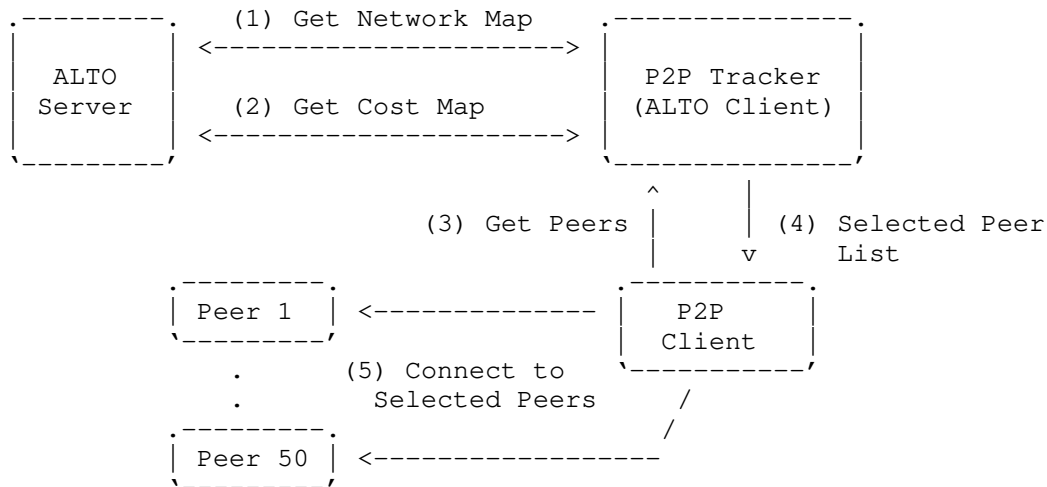 (1) Get Network Map
ALTO P2P Tracker
Server (2) Get Cost Map (ALTO Client)
(3) Get Peers (4) Selected Peer
List
Peer 1 P2P
Client
(5) Connect to
Selected Peers
Peer 50